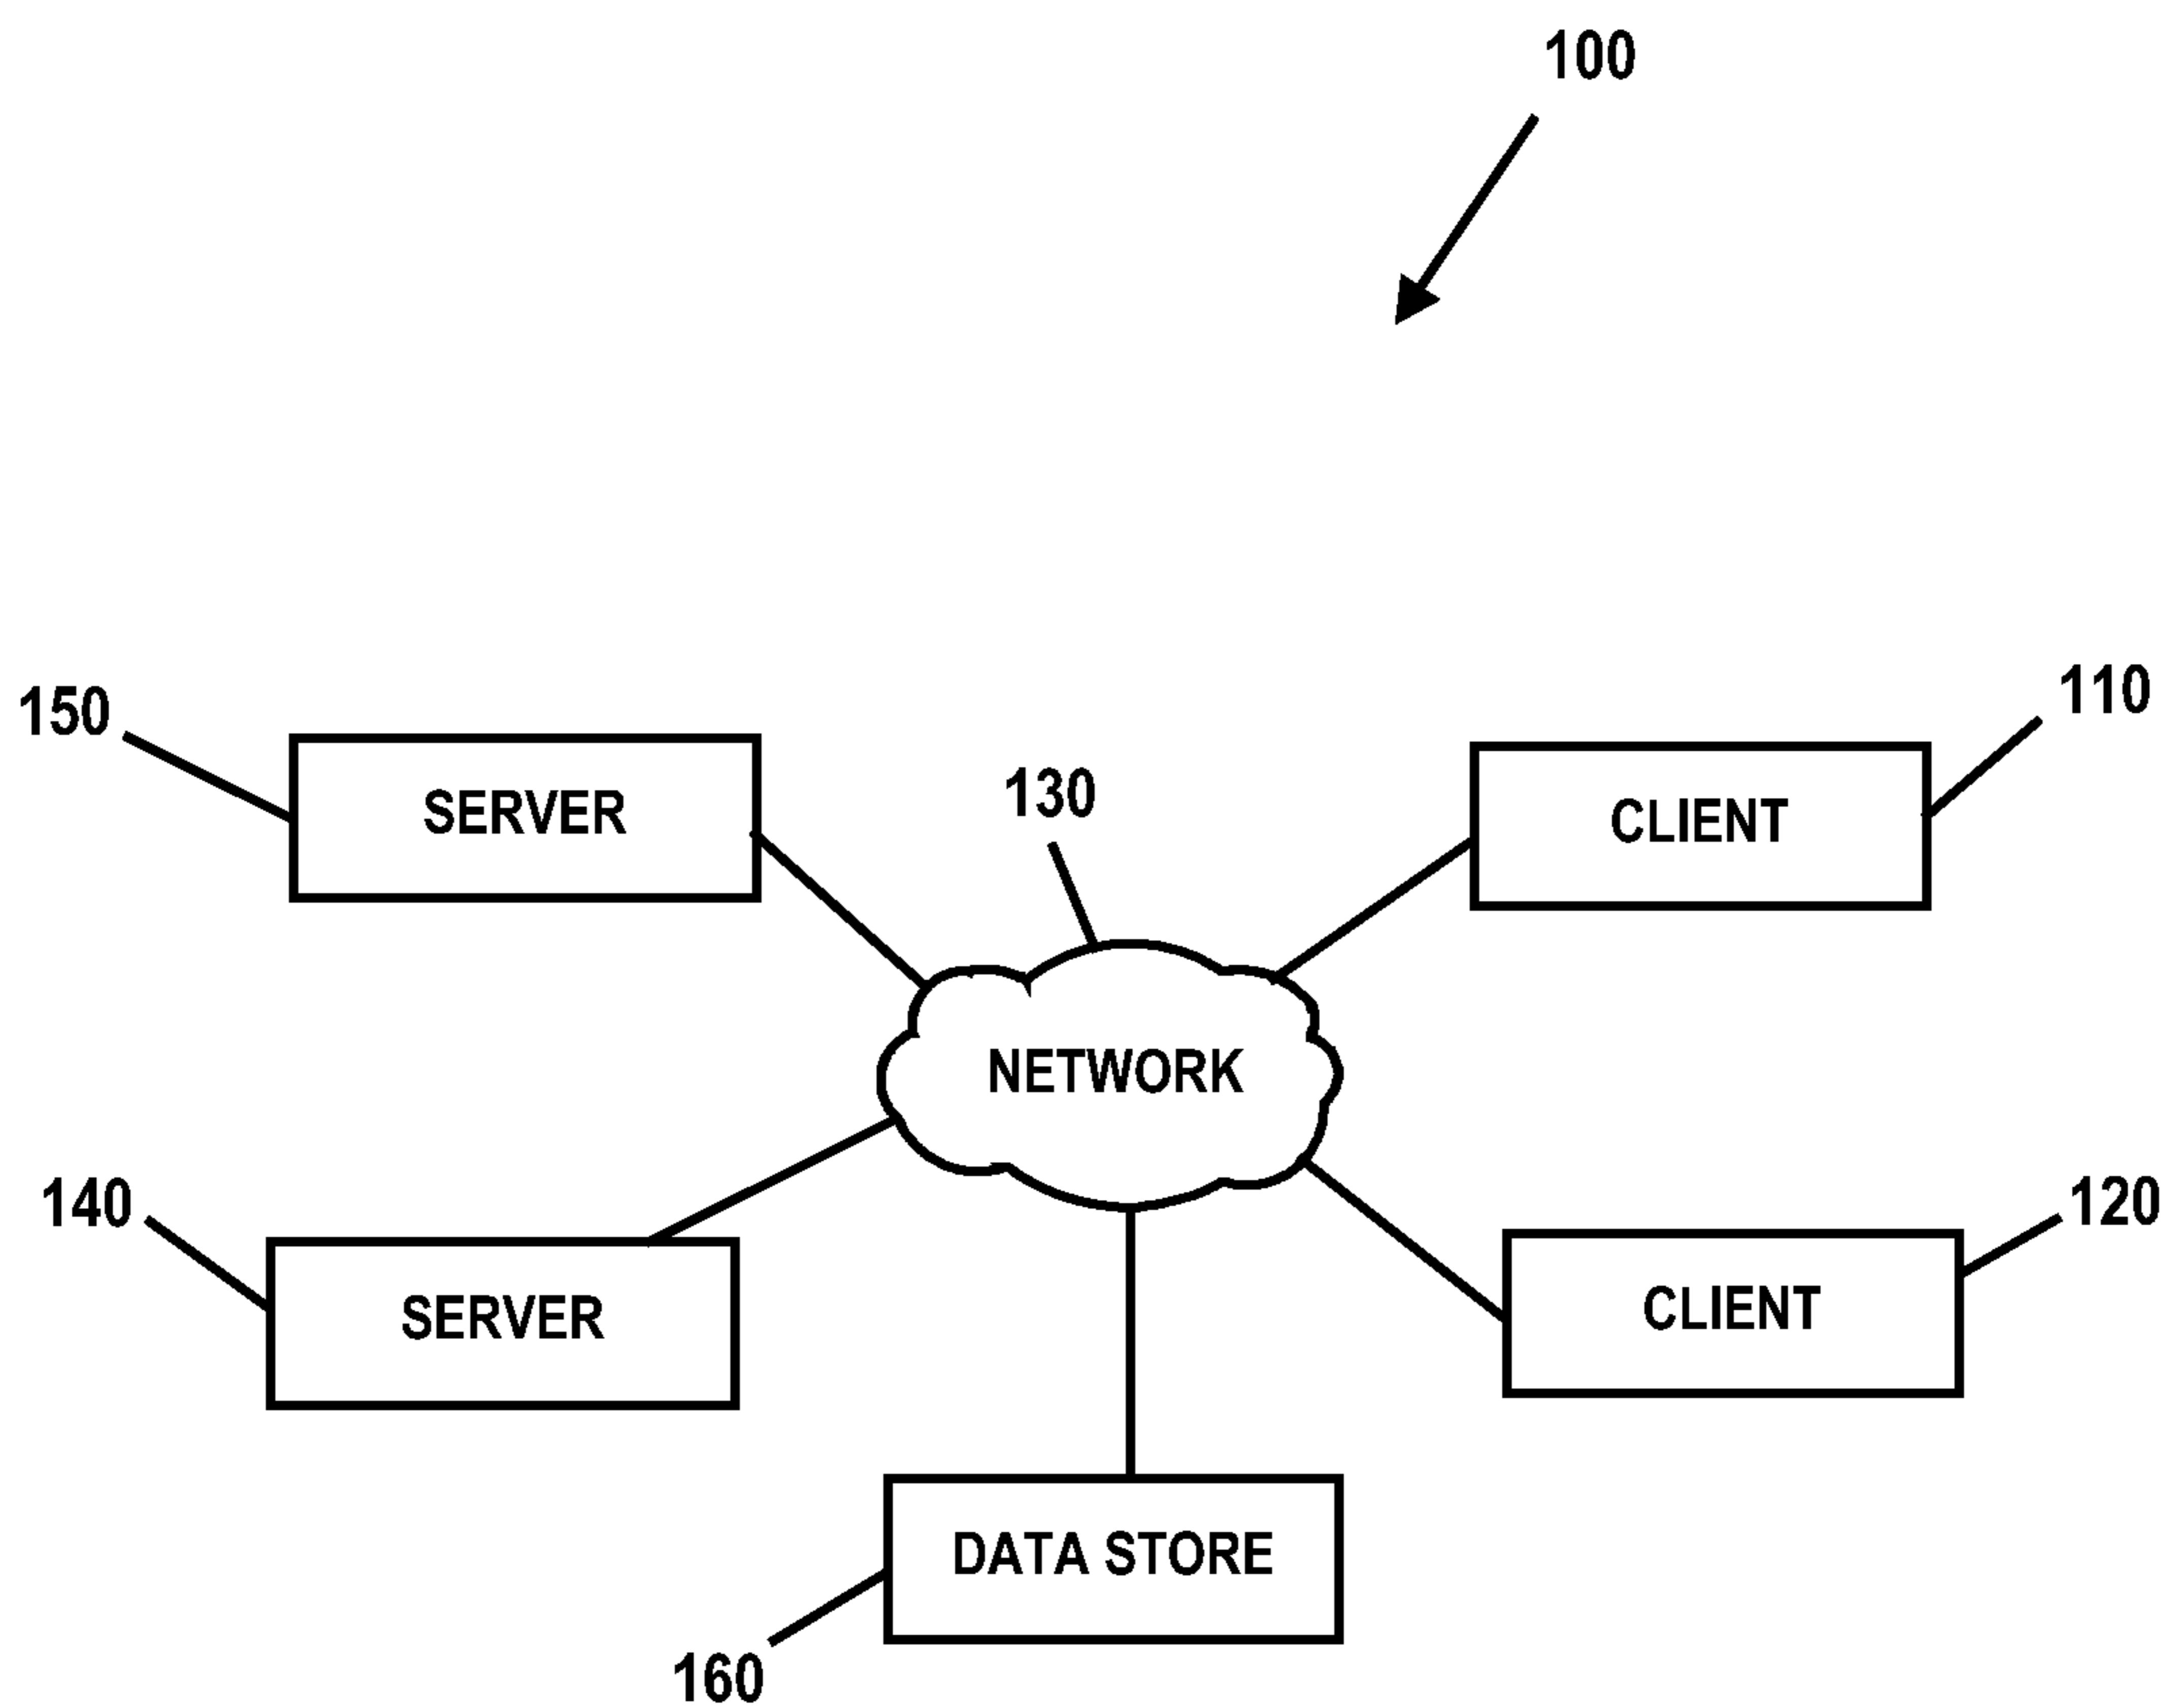 100
110
150
130
SERVER
CLIENT
NETWORK
140
120
SERVER
CLIENT
DATA STORE
160